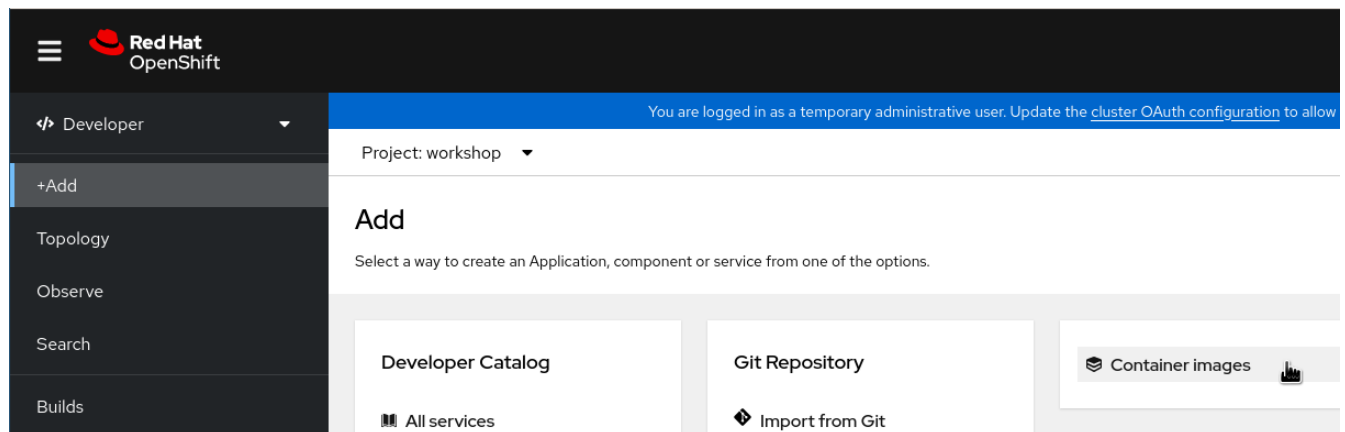 Red Hat
OpenShift
Developer
You are logged in as a temporary administrative user. Update the cluster OAuth configuration to allow
Project: workshop
+Add
Topology
Observe
Search
Builds
Add
Select a way to create an Application, component or service from one of the options.
Developer Catalog
All services
Git Repository
Import from Git
Container images